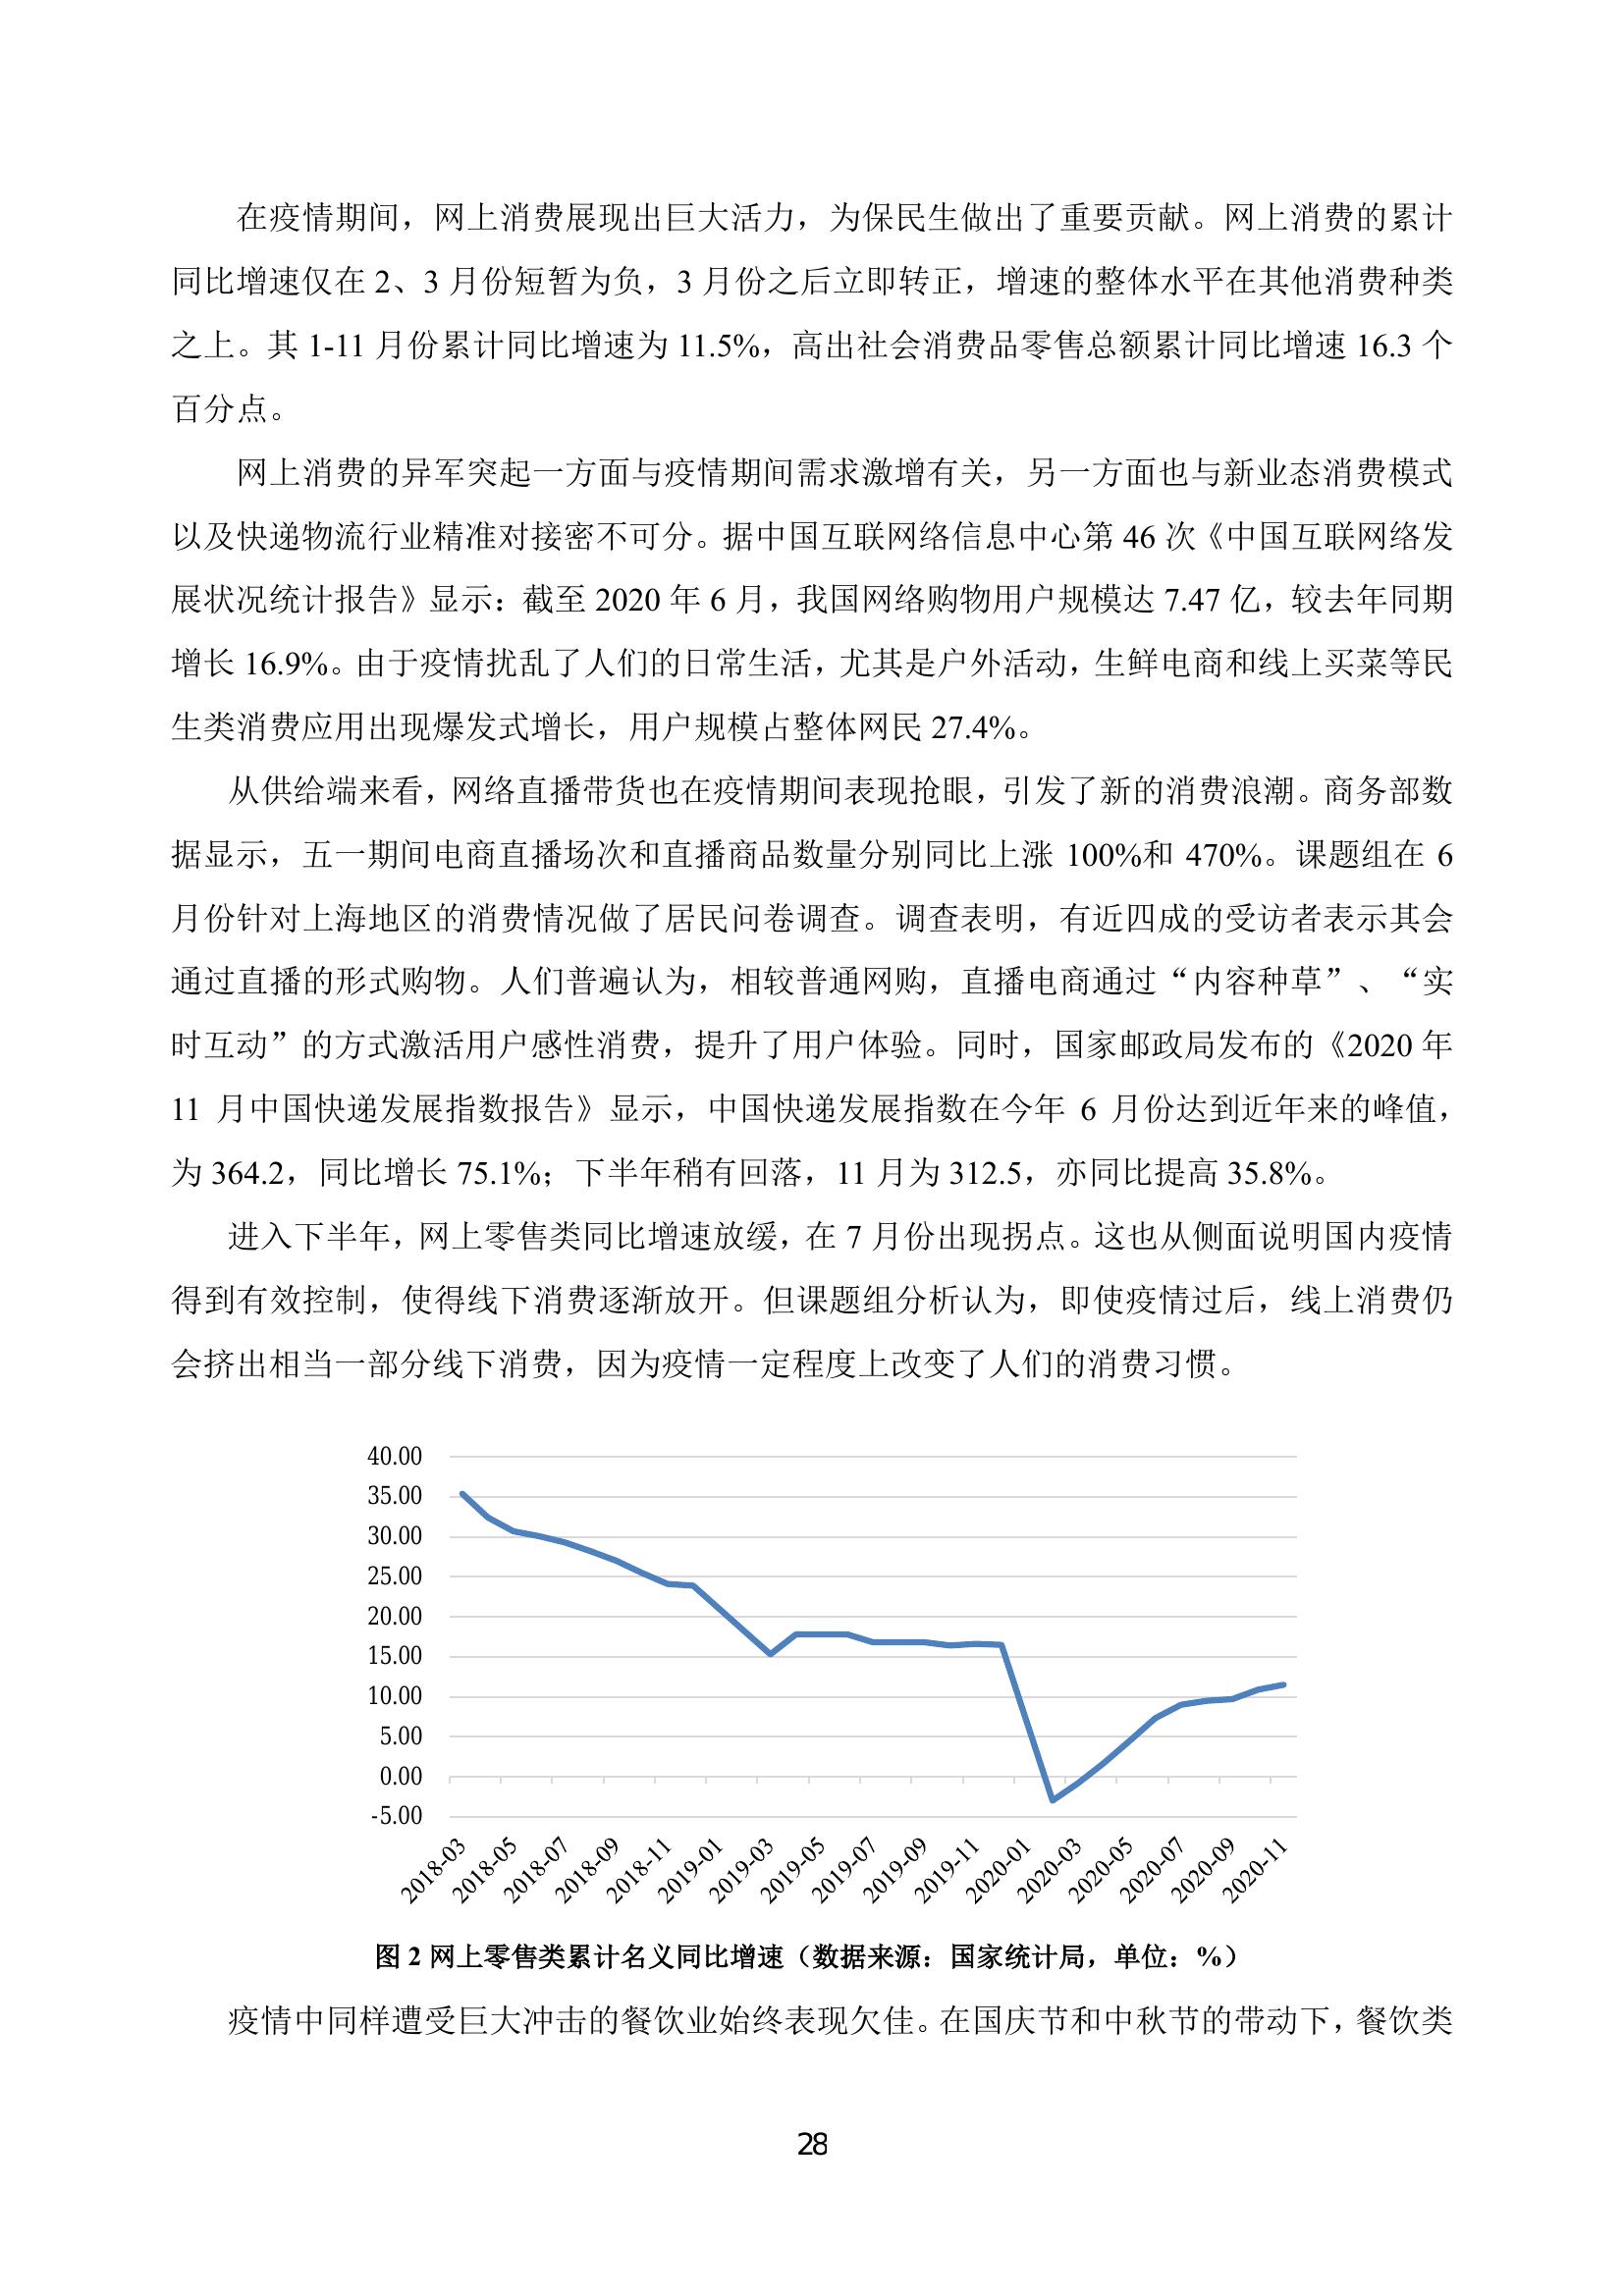 在疫情期间，网上消费展现出巨大活力，为保民生做出了重要贡献。网上消费的累计
同比增速仅在 2、3 月份短暂为负，3 月份之后立即转正，增速的整体水平在其他消费种类
之上。其 1-11 月份累计同比增速为 11.5%，高出社会消费品零售总额累计同比增速 16.3 个
百分点。
网上消费的异军突起一方面与疫情期间需求激增有关，另一方面也与新业态消费模式
以及快递物流行业精准对接密不可分。据中国互联网络信息中心第 46 次《中国互联网络发
展状况统计报告》显示：截至 2020 年 6 月，我国网络购物用户规模达 7.47 亿，较去年同期
增长 16.9%。由于疫情扰乱了人们的日常生活，尤其是户外活动，生鲜电商和线上买菜等民
生类消费应用出现爆发式增长，用户规模占整体网民 27.4%。
从供给端来看，网络直播带货也在疫情期间表现抢眼，引发了新的消费浪潮。商务部数
据显示，五一期间电商直播场次和直播商品数量分别同比上涨 100%和 470%。课题组在 6
月份针对上海地区的消费情况做了居民问卷调查。调查表明，有近四成的受访者表示其会
通过直播的形式购物。人们普遍认为，相较普通网购，直播电商通过“内容种草”、“实
时互动”的方式激活用户感性消费，提升了用户体验。同时，国家邮政局发布的《2020 年
11 月中国快递发展指数报告》显示，中国快递发展指数在今年 6 月份达到近年来的峰值，
为 364.2，同比增长 75.1%；下半年稍有回落，11 月为 312.5，亦同比提高 35.8%。
进入下半年，网上零售类同比增速放缓，在 7 月份出现拐点。这也从侧面说明国内疫情
得到有效控制，使得线下消费逐渐放开。但课题组分析认为，即使疫情过后，线上消费仍
会挤出相当一部分线下消费，因为疫情一定程度上改变了人们的消费习惯。
40.00
35.00
30.00
25.00
20.00
15.00
10.00
5.00
0.00
-5.00
2018-03 2018-05 2018-07 2018-09 2018-11 2019-01 2019-03 2019-05 2019-07 2019-09 2019-11 2020-01 2020-03 2020-05 2020-07 2020-09 2020-11
图 2 网上零售类累计名义同比增速（数据来源：国家统计局，单位：%）
疫情中同样遭受巨大冲击的餐饮业始终表现欠佳。在国庆节和中秋节的带动下，餐饮类
28